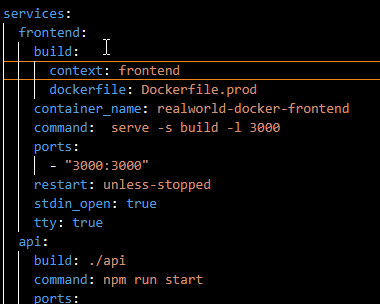 services:
frontend:
build:
context: frontend
dockerfile: Dockerfile.prod
container_name: realworld-docker-frontend
command:  serve -s build -l 3000
ports:
- "3000:3000"
restart: unless-stopped
stdin_open: true
tty: true
api:
build: ./api
command: npm run start
ports: